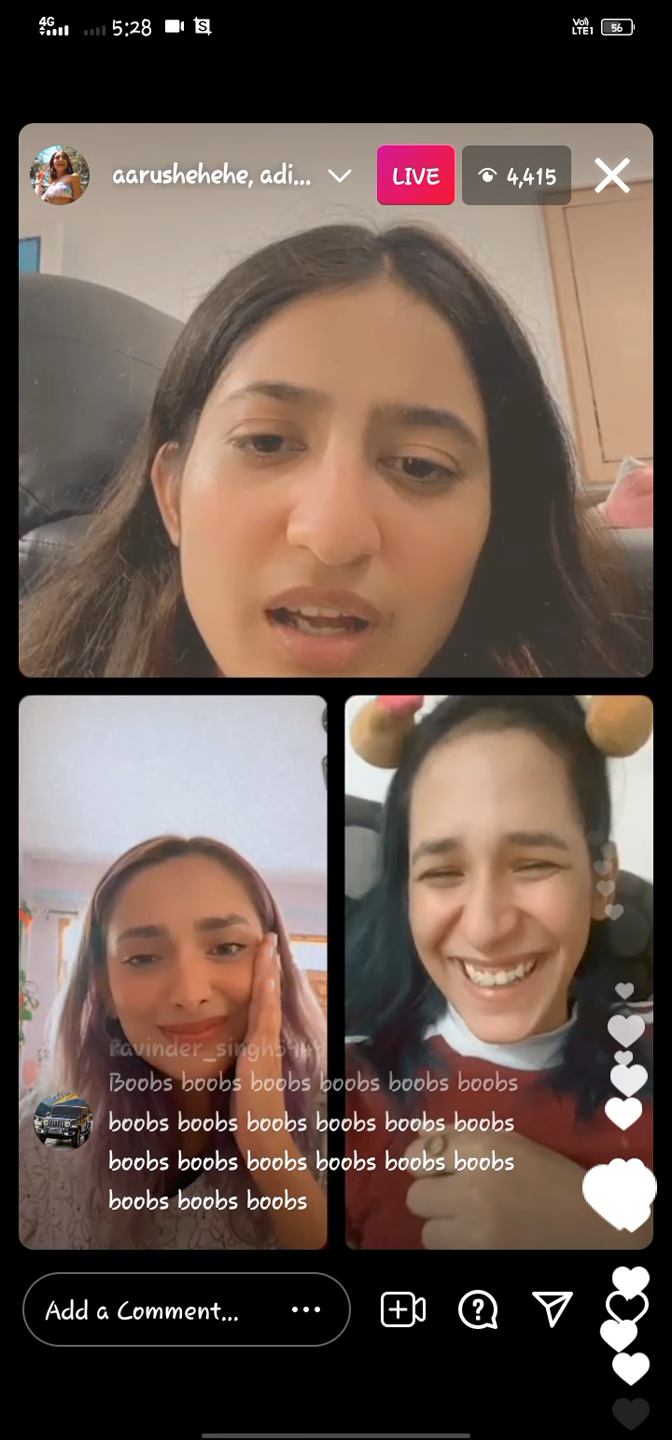 4G 5:28 Vo) LTE1 56
aarushehehe, adi... LIVE 4,415
ravinder_singh594
Boobs boobs boobs boobs boobs boobs
boobs boobs boobs boobs boobs boobs
boobs boobs boobs boobs boobs boobs
boobs boobs boobs
Add a Comment...